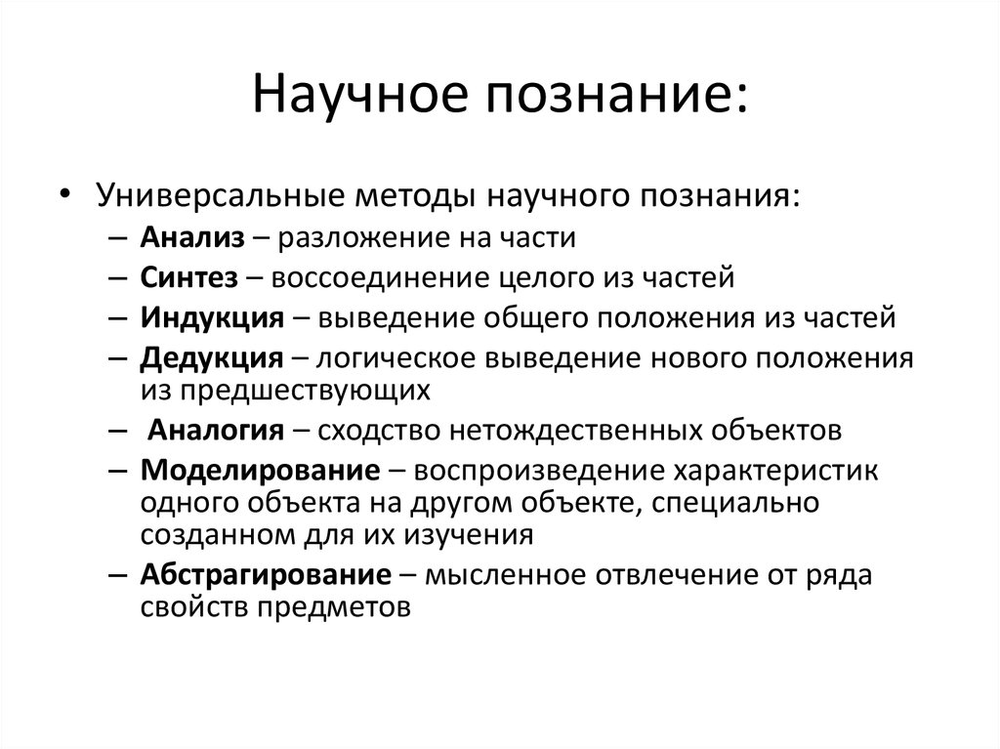 Научное познание:
• Универсальные методы научного познания:
– Анализ – разложение на части
– Синтез – воссоединение целого из частей
– Индукция – выведение общего положения из частей
– Дедукция – логическое выведение нового положения
из предшествующих
– Аналогия – сходство нетождественных объектов
– Моделирование – воспроизведение характеристик
одного объекта на другом объекте, специально
созданном для их изучения
– Абстрагирование – мысленное отвлечение от ряда
свойств предметов